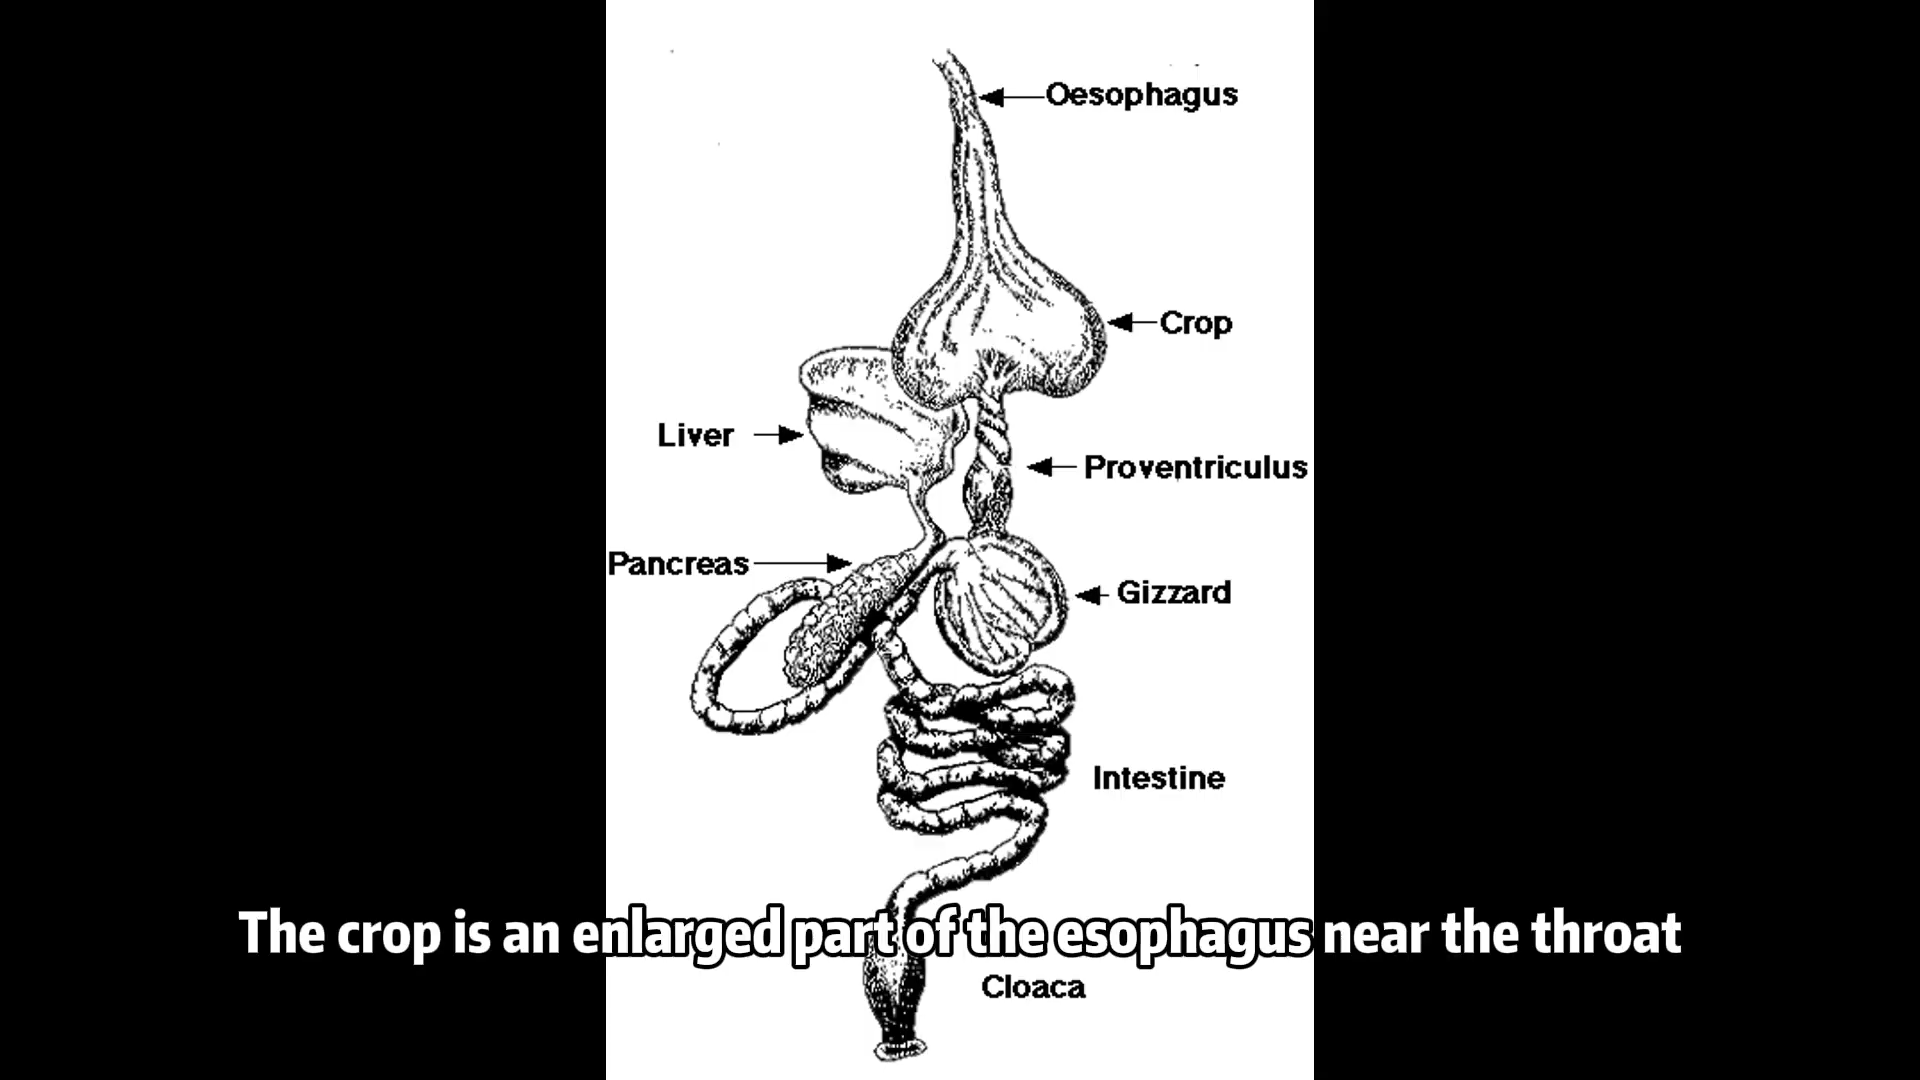 Oesophagus
Crop
Liver
Proventriculus
Pancreas
Gizzard
Intestine
The crop is an enlarged part of the esophagus near the throat
Cloaca